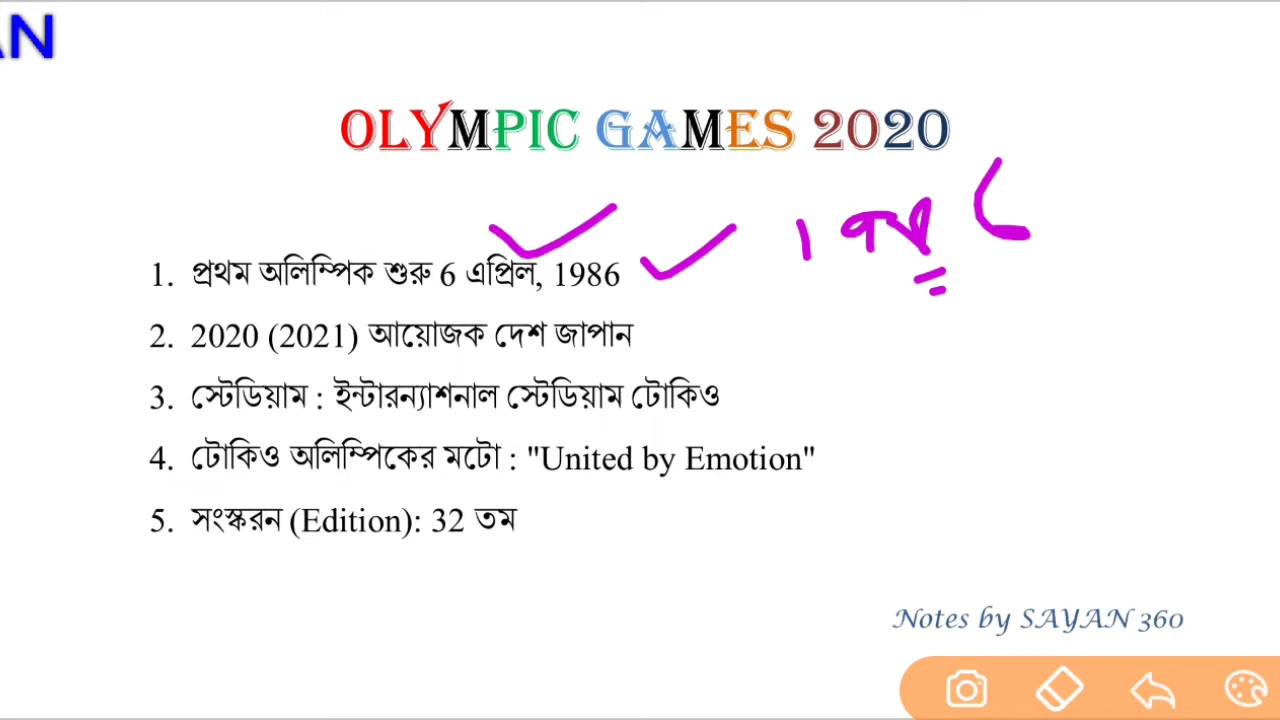 AN
OLYMPIC GAMES 2020
1. প্রথম অলিম্পিক শুরু 6 এপ্রিল, 1986
2. 2020 (2021) আয়োজক দেশ জাপান
3. স্টেডিয়াম : ইন্টারন্যাশনাল স্টেডিয়াম টোকিও
4. টোকিও অলিম্পিকের মটো : "United by Emotion"
5. সংস্করন (Edition): 32 তম
Notes by SAYAN 360